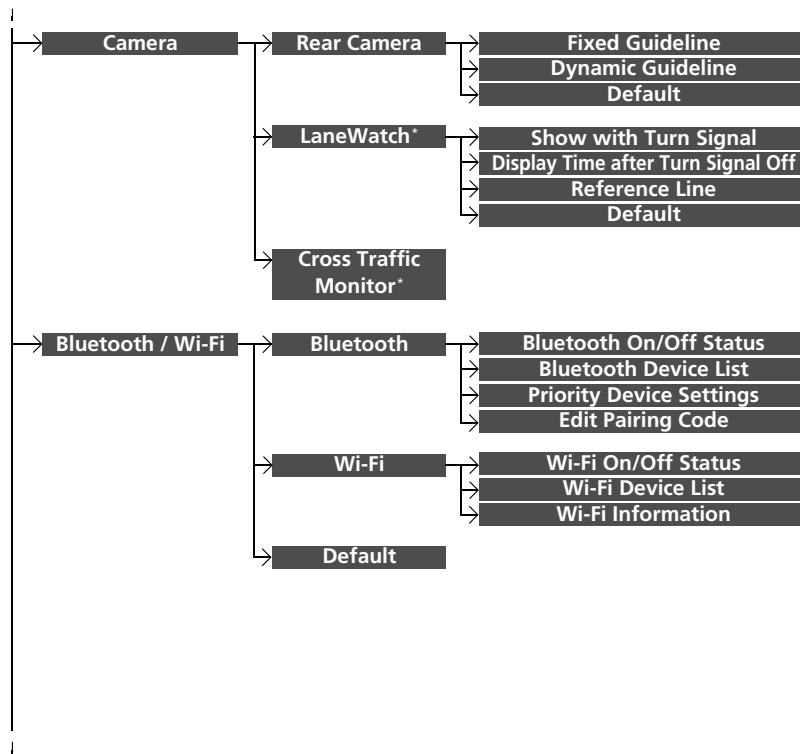 Camera
Rear Camera
Fixed Guideline
Dynamic Guideline
Default
LaneWatch*
Show with Turn Signal
Display Time after Turn Signal Off
Reference Line
Default
Cross Traffic
Monitor*
Bluetooth / Wi-Fi
Bluetooth
Bluetooth On/Off Status
Bluetooth Device List
Priority Device Settings
Edit Pairing Code
Wi-Fi
Wi-Fi On/Off Status
Wi-Fi Device List
Wi-Fi Information
Default